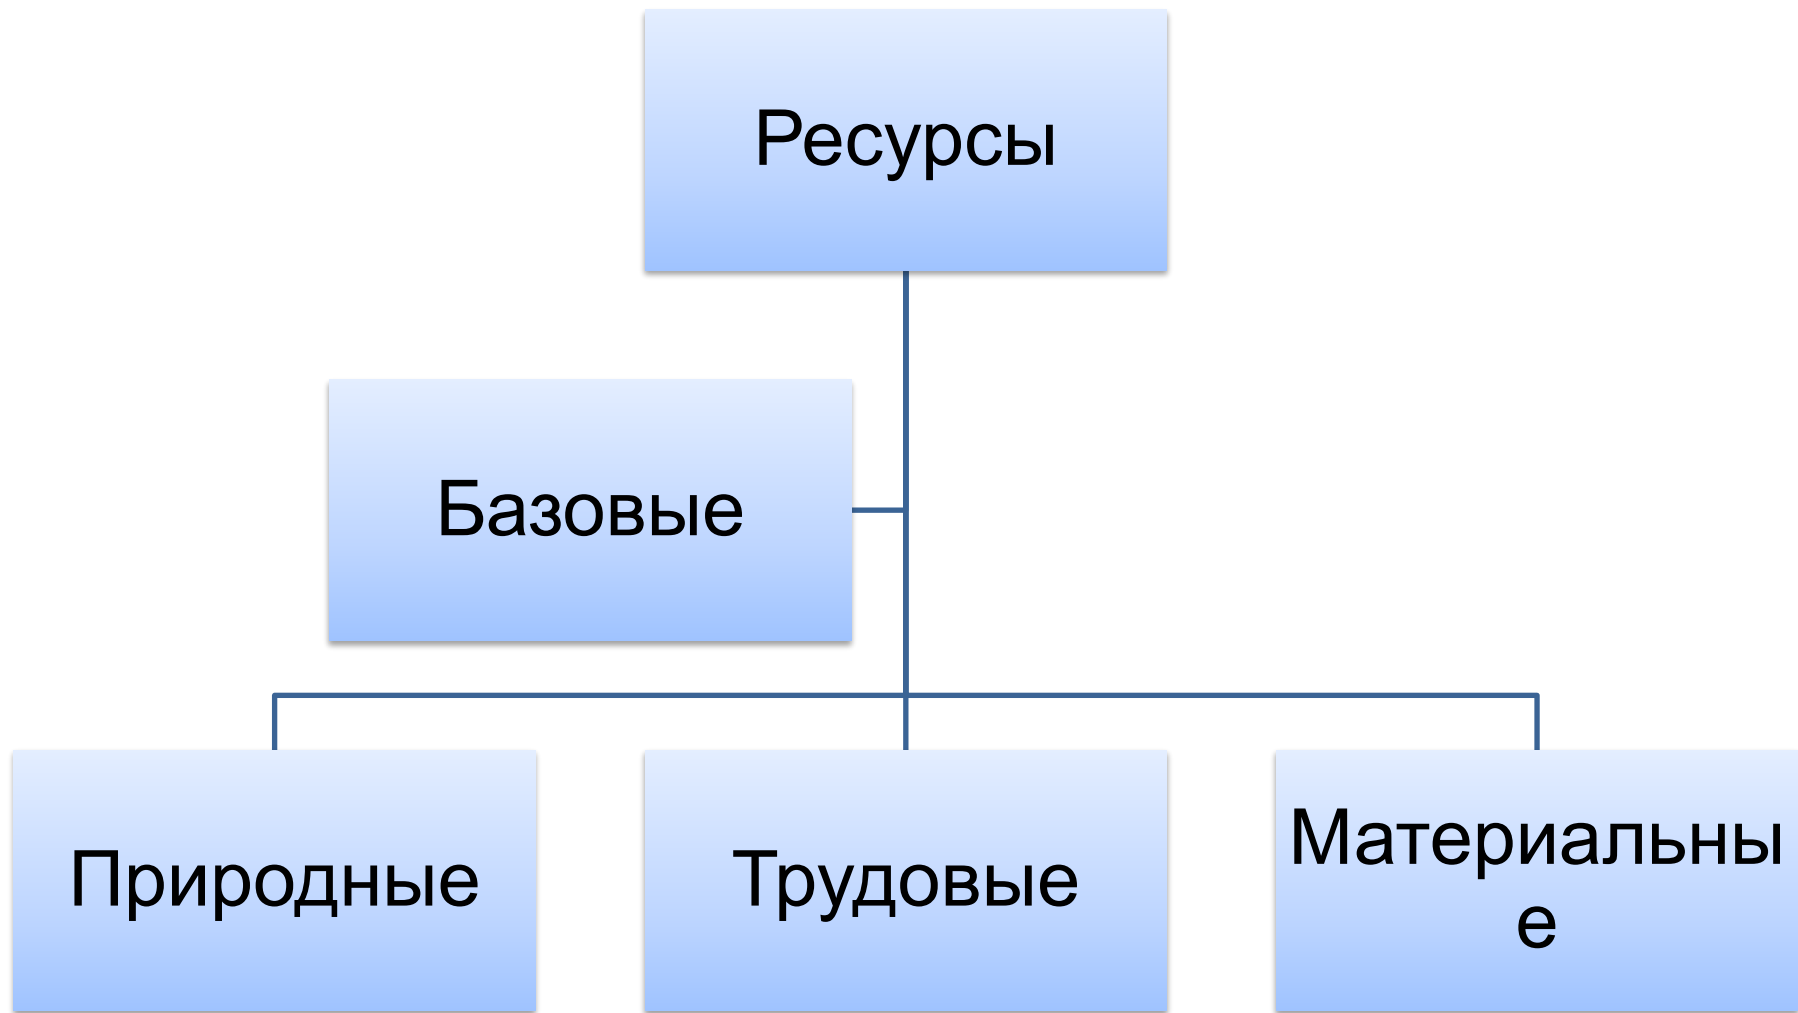 Ресурсы
Базовые
Природные
Трудовые
Материальны
е